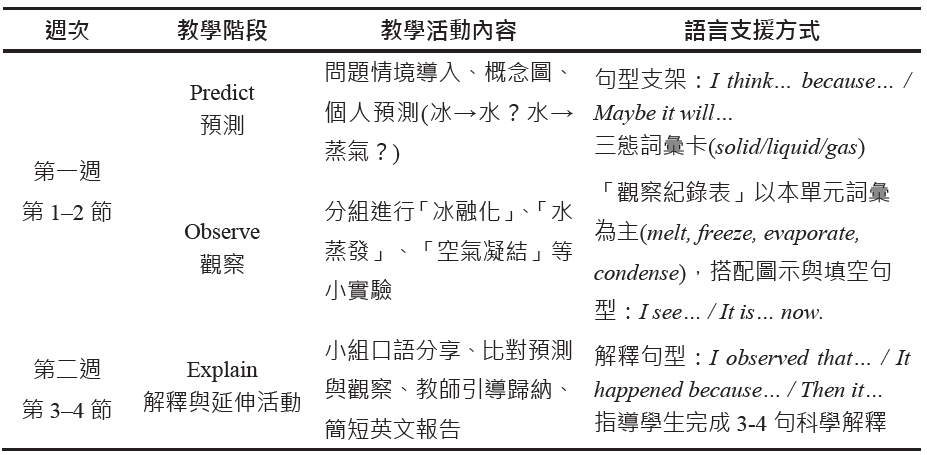 週次 教學階段 教學活動內容 語言支援方式
第一週
第 1–2 節
Predict
預測
問題情境導入、概念圖、
個人預測(冰→水？水→
蒸氣？)
句型支架：I think… because… /
Maybe it will…
三態詞彙卡(solid/liquid/gas)
Observe
觀察
分組進行「冰融化」、「水
蒸發」、「空氣凝結」等
小實驗
「觀察紀錄表」以本單元詞彙
為主(melt, freeze, evaporate,
condense)，搭配圖示與填空句
型：I see… / It is… now.
第二週
第 3–4 節
Explain
解釋與延伸活動
小組口語分享、比對預測
與觀察、教師引導歸納、
簡短英文報告
解釋句型：I observed that… / It
happened because… / Then it…
指導學生完成 3-4 句科學解釋